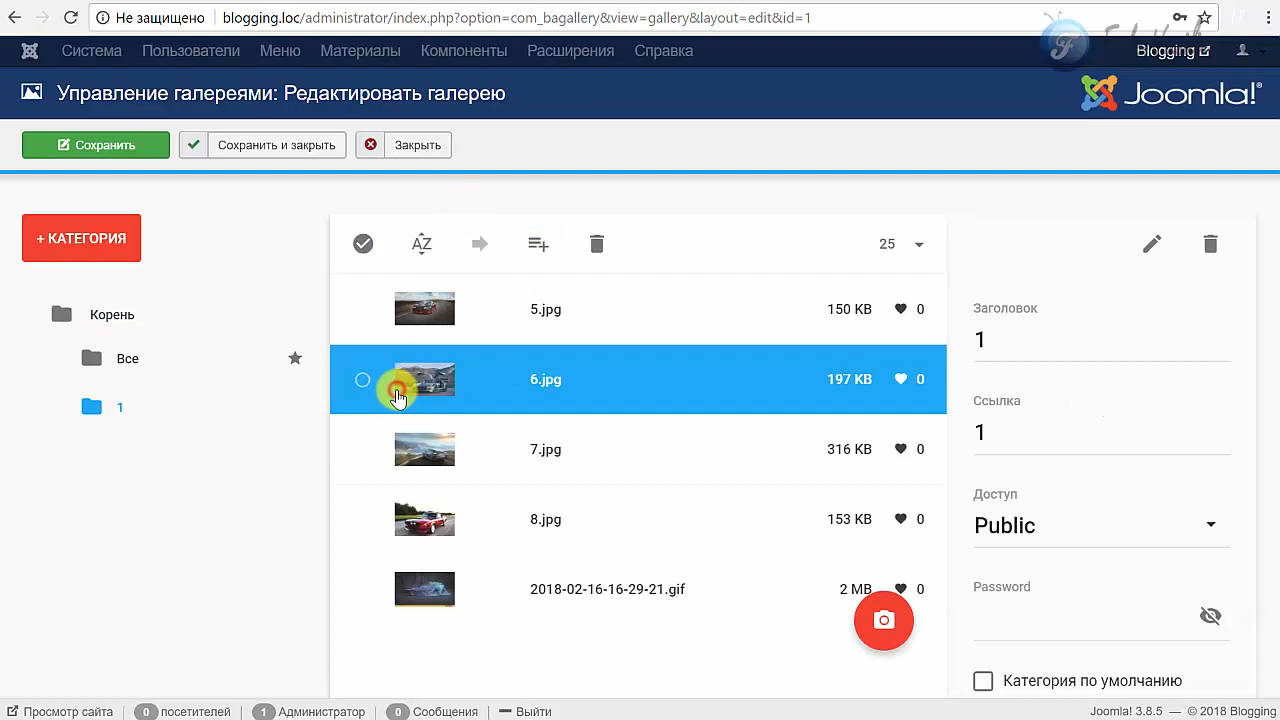 Не защищено
blogging.loc/administrator/index.php?option=com_bagallery&view=gallery&layout=edit&id=1
Система Пользователи Меню Материалы Компоненты Расширения Справка Blogging
Управление галереями: Редактировать галерею Joomla!®
Сохранить Сохранить и закрыть Закрыть
+ КАТЕГОРИЯ
Корень
Все
1
AZ 25
5.jpg 150 KB 0
6.jpg 197 KB 0
7.jpg 316 KB 0
8.jpg 153 KB 0
2018-02-16-16-29-21.gif 2 MB 0
Заголовок
1
Ссылка
1
Доступ
Public
Password
Категория по умолчанию
Просмотр сайта 0 посетителей 1 Администратор 0 Сообщения Выйти Joomla! 3.8.5 — © 2018 Blogging